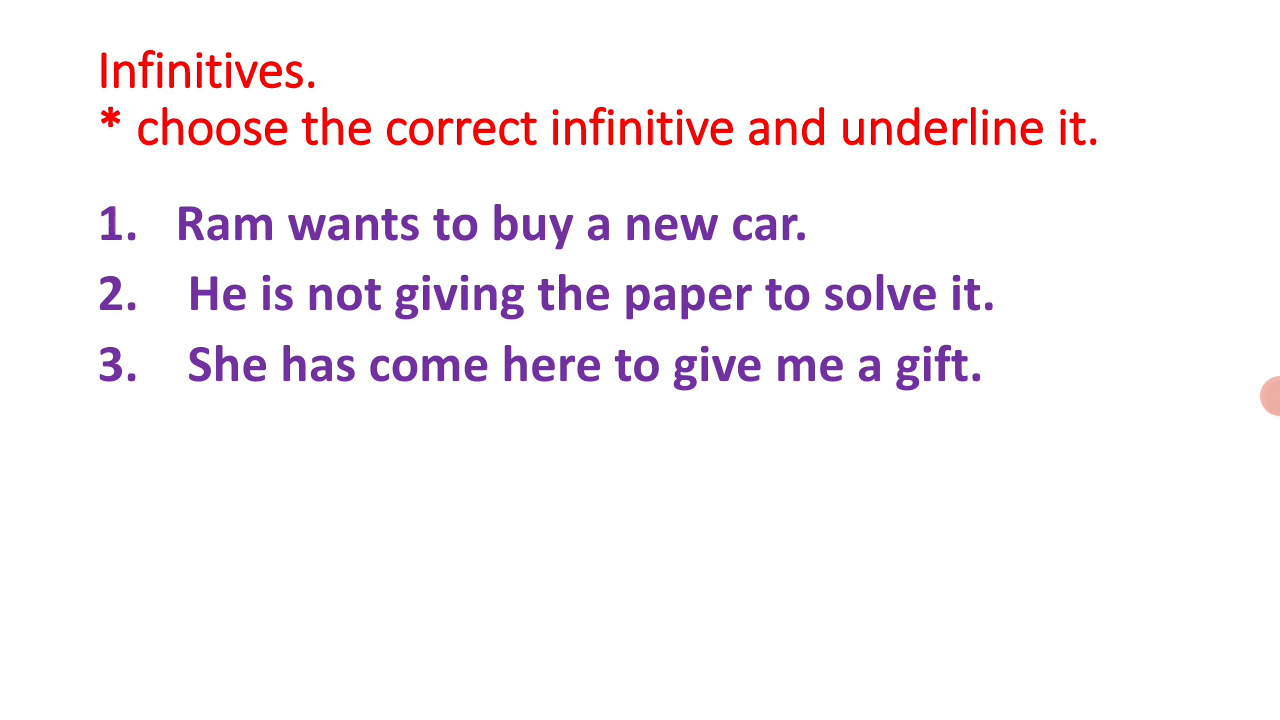 Infinitives.
* choose the correct infinitive and underline it.
1. Ram wants to buy a new car.
2. He is not giving the paper to solve it.
3. She has come here to give me a gift.